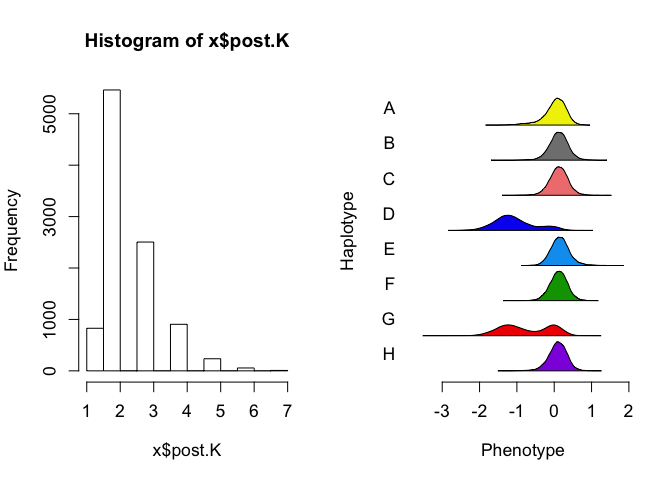 Histogram of x$post.K
Frequency
0
1000
3000
5000
1 2 3 4 5 6 7
x$post.K
Haplotype
A
B
C
D
E
F
G
H
-3 -2 -1 0 1 2
Phenotype